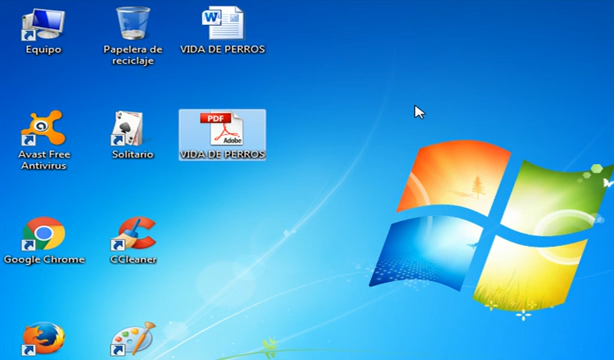 Equipo
Papelera de
reciclaje
VIDA DE PERROS
W
PDF
Adobe
Avast Free
Antivirus
Solitario
VIDA DE PERROS
Google Chrome
CCleaner